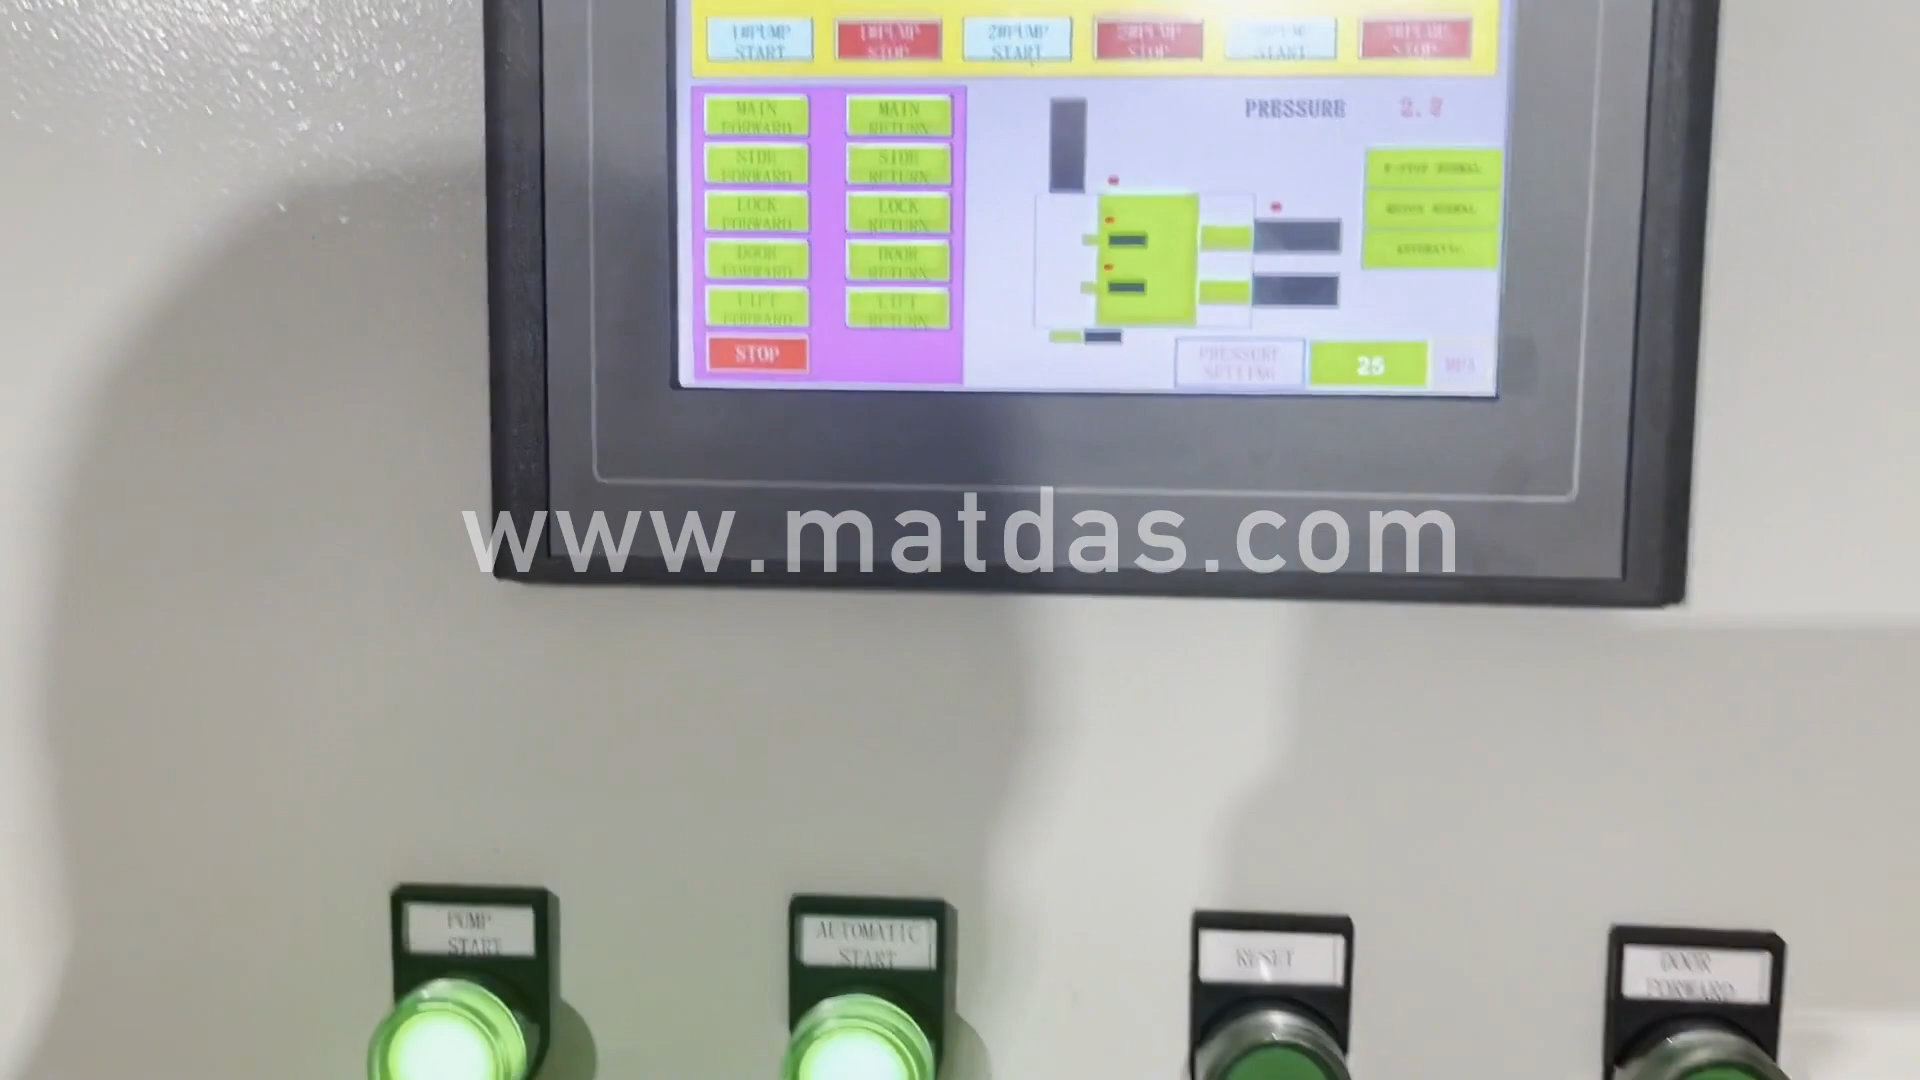 1#PUMP 1#PUMP 2#PUMP 2#PUMP 3#PUMP 3#PUMP
START STOP START STOP START STOP
MAIN MAIN PRESSURE
FORWARD RETURN
SIDE SIDE
FORWARD RETURN
LOCK LOCK
FORWARD RETURN
DOOR DOOR
FORWARD RETURN
LIFT LIFT
FORWARD RETURN
E-STOP NORMAL
MOTOR NORMAL
AUTOMATIC
STOP
PRESSURE
SETTING
25 MPA
www.matdas.com
PUMP
START
AUTOMATIC
START
RESET
DOOR
FORWARD